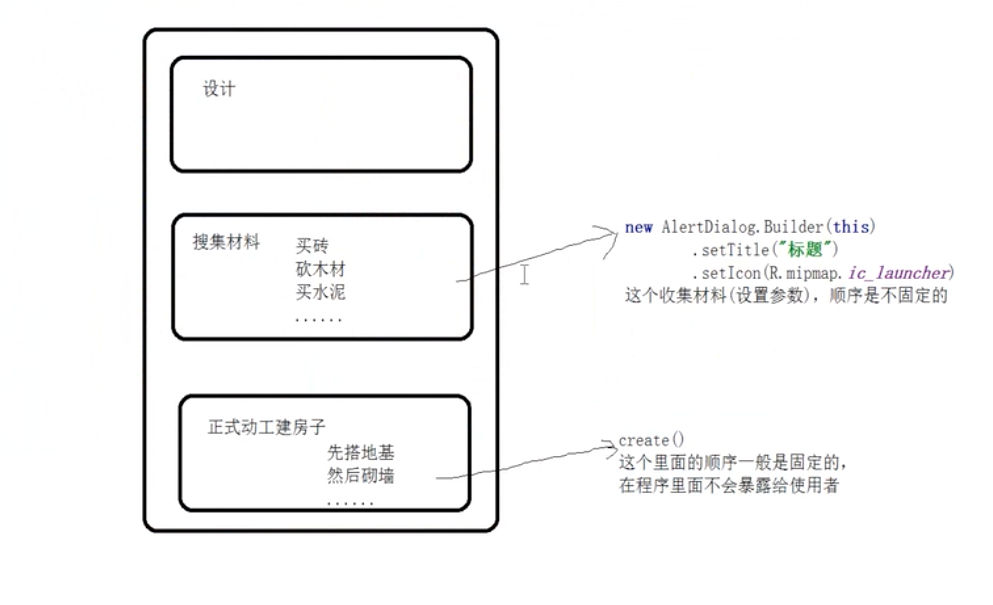 设计
搜集材料
买砖
砍木材
买水泥
......
new AlertDialog.Builder(this)
.setTitle("标题")
.setIcon(R.mipmap.ic_launcher)
这个收集材料(设置参数)，顺序是不固定的
正式动工建房子
先搭地基
然后砌墙
......
create()
这个里面的顺序一般是固定的，
在程序里面不会暴露给使用者